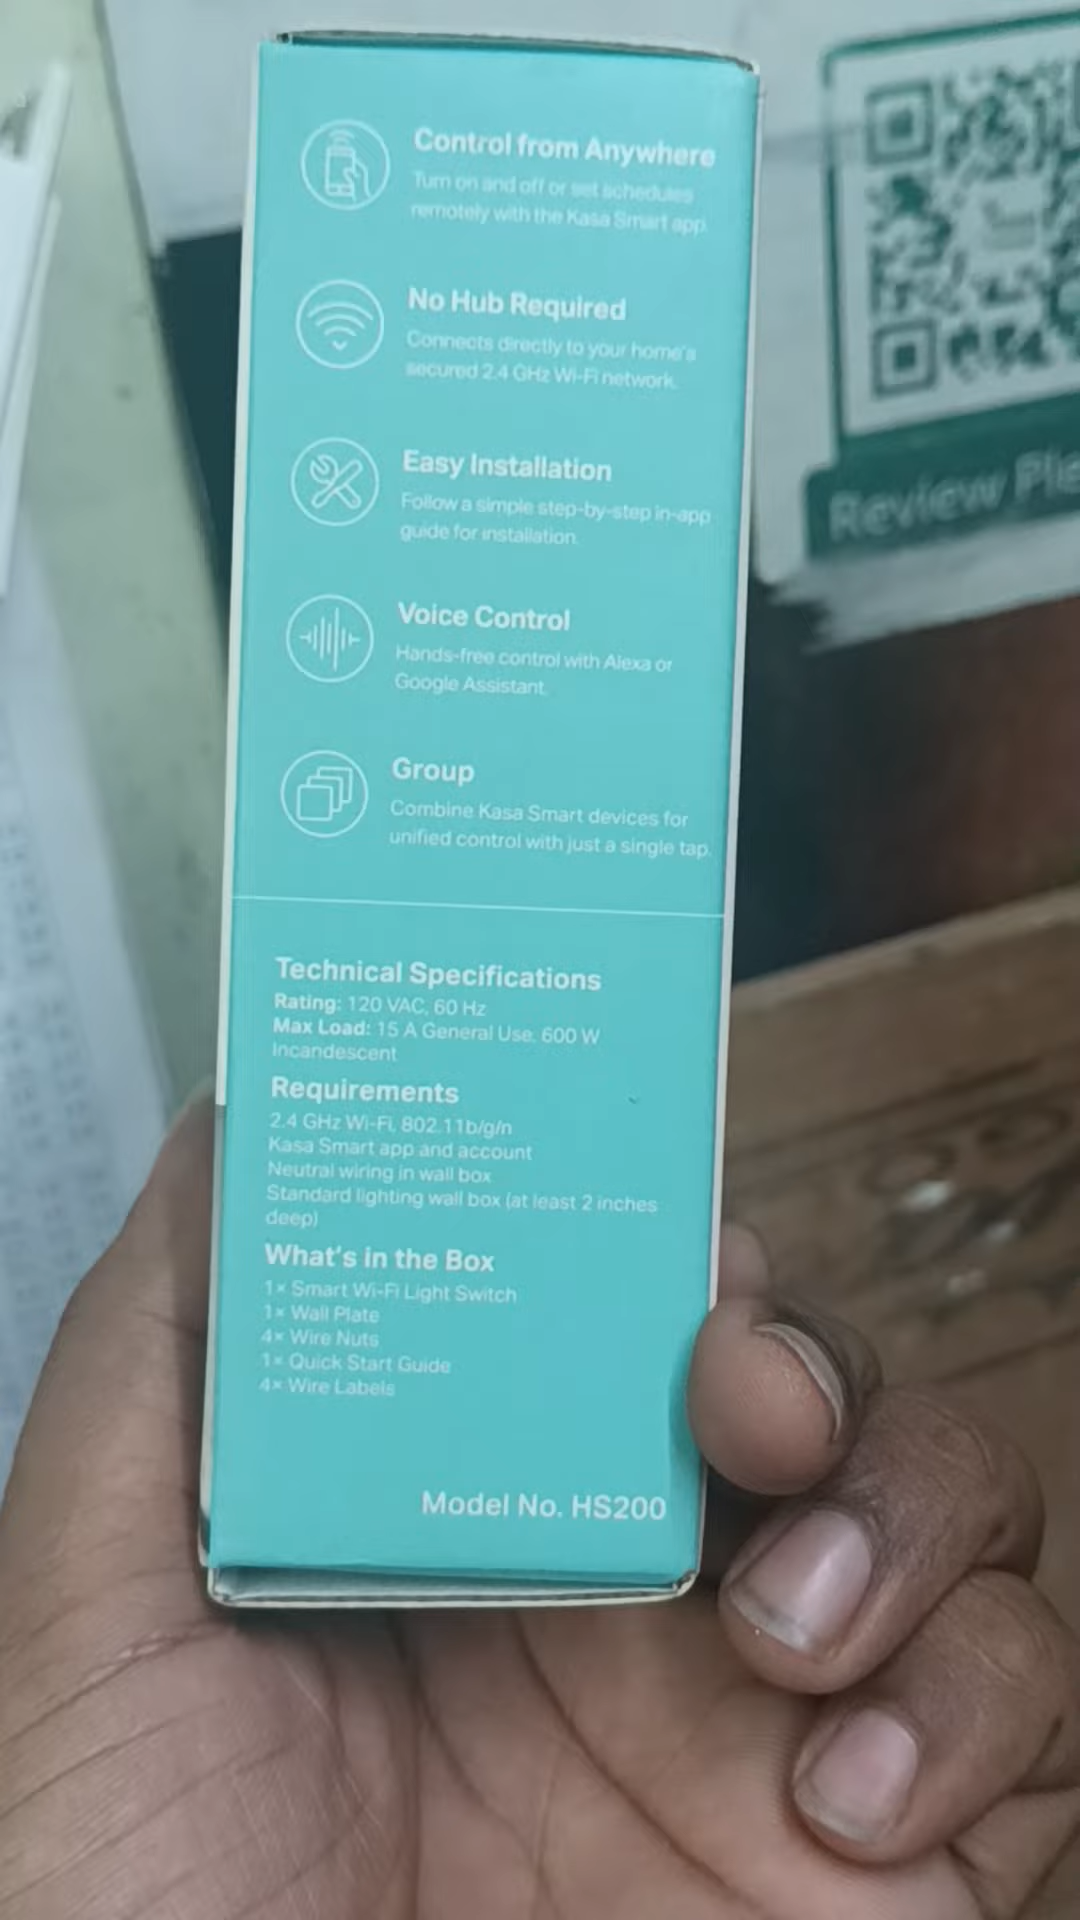 Control from Anywhere
Turn on and off or set schedules
remotely with the Kasa Smart app.
No Hub Required
Connects directly to your home's
secured 2.4 GHz Wi-Fi network.
Easy Installation
Follow a simple step-by-step in-app
guide for installation.
Voice Control
Hands-free control with Alexa or
Google Assistant.
Group
Combine Kasa Smart devices for
unified control with just a single tap.
Technical Specifications
Rating: 120 VAC, 60 Hz
Max Load: 15 A General Use, 600 W
Incandescent
Requirements
2.4 GHz Wi-Fi, 802.11b/g/n
Kasa Smart app and account
Neutral wiring in wall box
Standard lighting wall box (at least 2 inches
deep)
What's in the Box
1× Smart Wi-Fi Light Switch
1× Wall Plate
4× Wire Nuts
1× Quick Start Guide
4× Wire Labels
Model No. HS200
Review